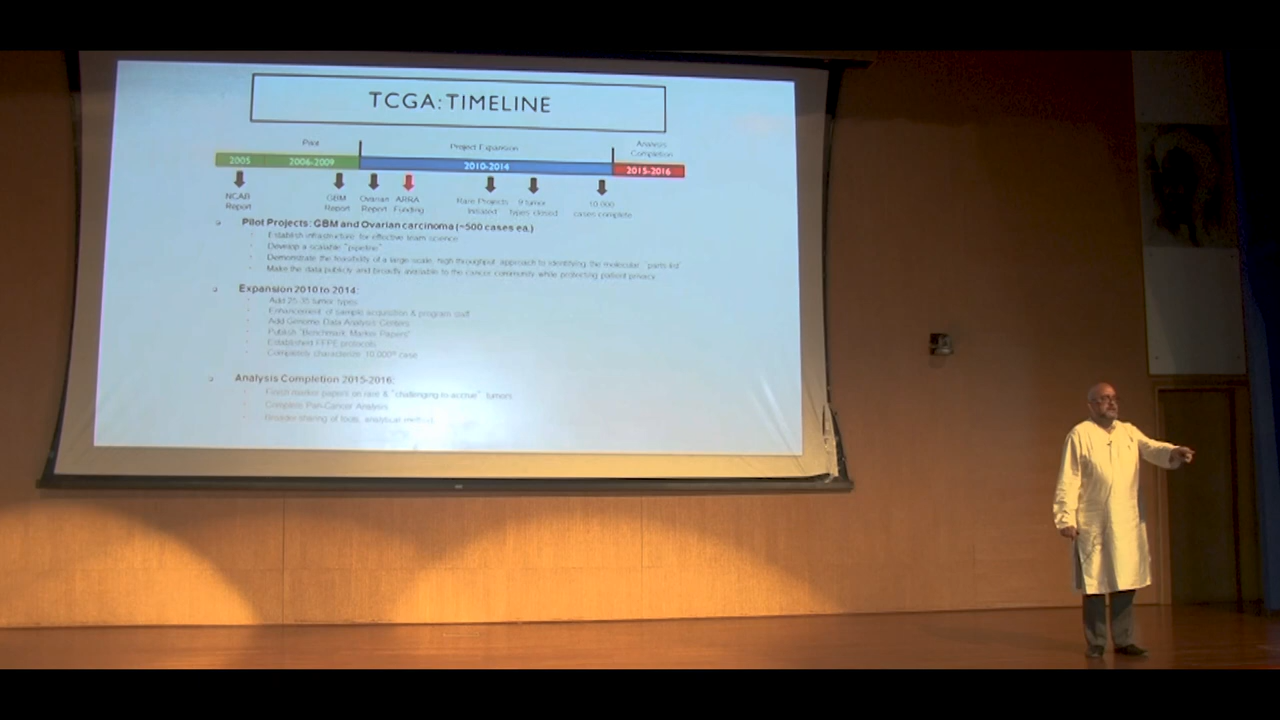 TCGA: TIMELINE
Pilot
Project Expansion
Analysis
Completion
2005
2006-2009
2010-2014
2015-2016
NCAB
Report
GBM
Report
Ovarian
Report
ARRA
Funding
Rare Projects
Initiated
9 tumor
types closed
10,000
cases complete
Pilot Projects: GBM and Ovarian carcinoma (~500 cases ea.)
Establish infrastructure for effective team science
Develop a scalable "pipeline"
Demonstrate the feasibility of a large-scale, high throughput approach to identifying the molecular "parts list"
Make the data publicly and broadly available to the cancer community while protecting patient privacy
Expansion 2010 to 2014:
Add 25-35 tumor types
Enhancement of sample acquisition & program staff
Add Genome Data Analysis Centers
Publish "Benchmark Marker Papers"
Established FFPE protocols
Completely characterize 10,000th case
Analysis Completion 2015-2016:
Finish marker papers on rare & "challenging to accrue" tumors
Complete Pan-Cancer Analysis
Broader sharing of tools, analytical methods